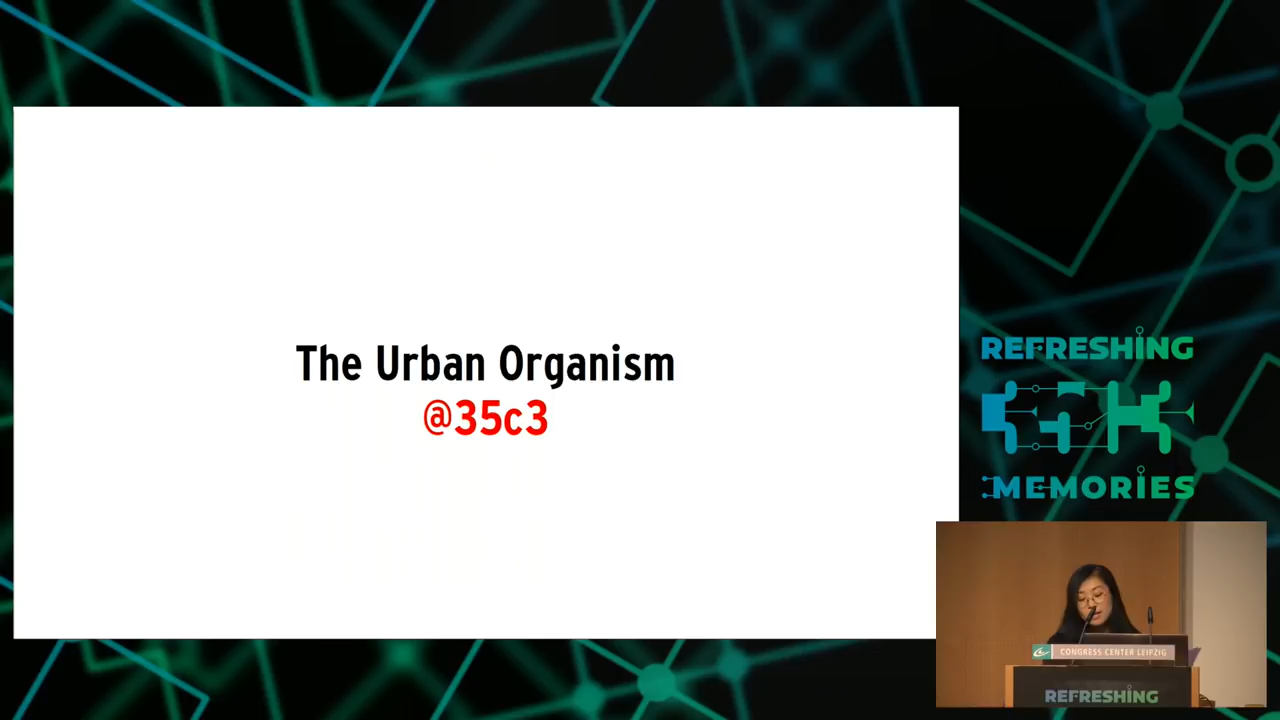 The Urban Organism
@35c3
REFRESHING
MEMORIES
CONGRESS CENTER LEIPZIG
REFRESHING